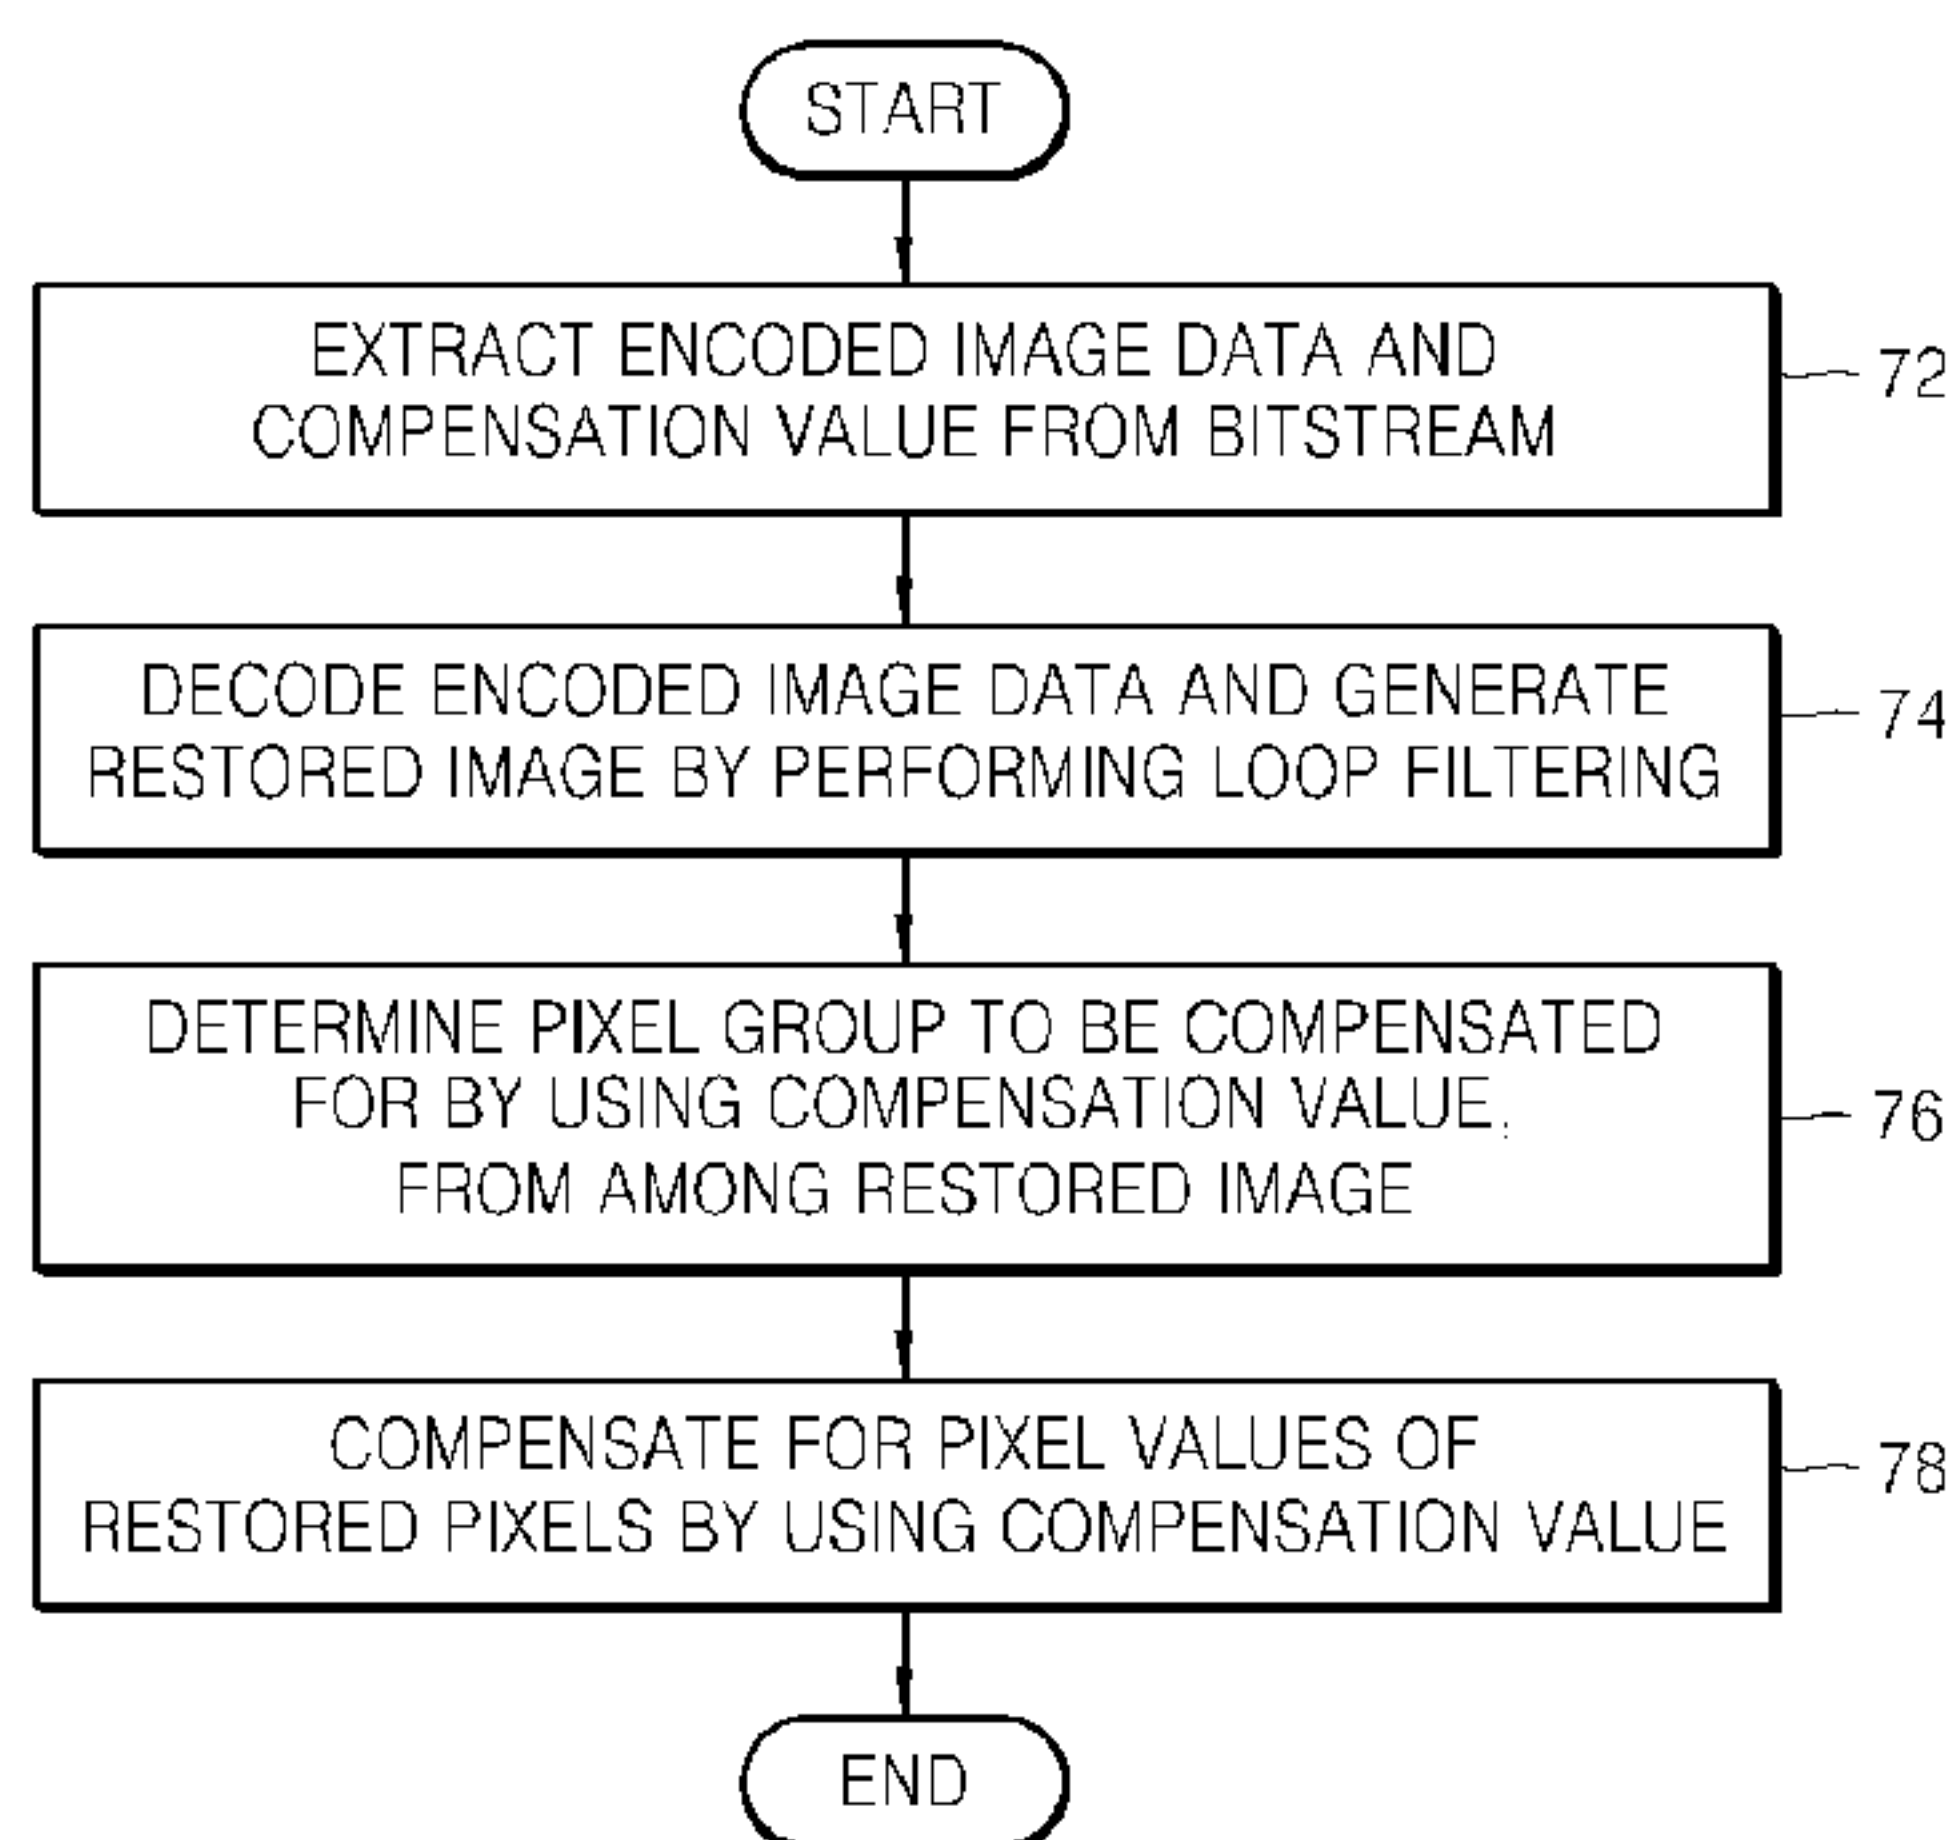 START
EXTRACT ENCODED IMAGE DATA AND
COMPENSATION VALUE FROM BITSTREAM
72
DECODE ENCODED IMAGE DATA AND GENERATE
RESTORED IMAGE BY PERFORMING LOOP FILTERING
74
DETERMINE PIXEL GROUP TO BE COMPENSATED
FOR BY USING COMPENSATION VALUE,
FROM AMONG RESTORED IMAGE
76
COMPENSATE FOR PIXEL VALUES OF
RESTORED PIXELS BY USING COMPENSATION VALUE
78
END